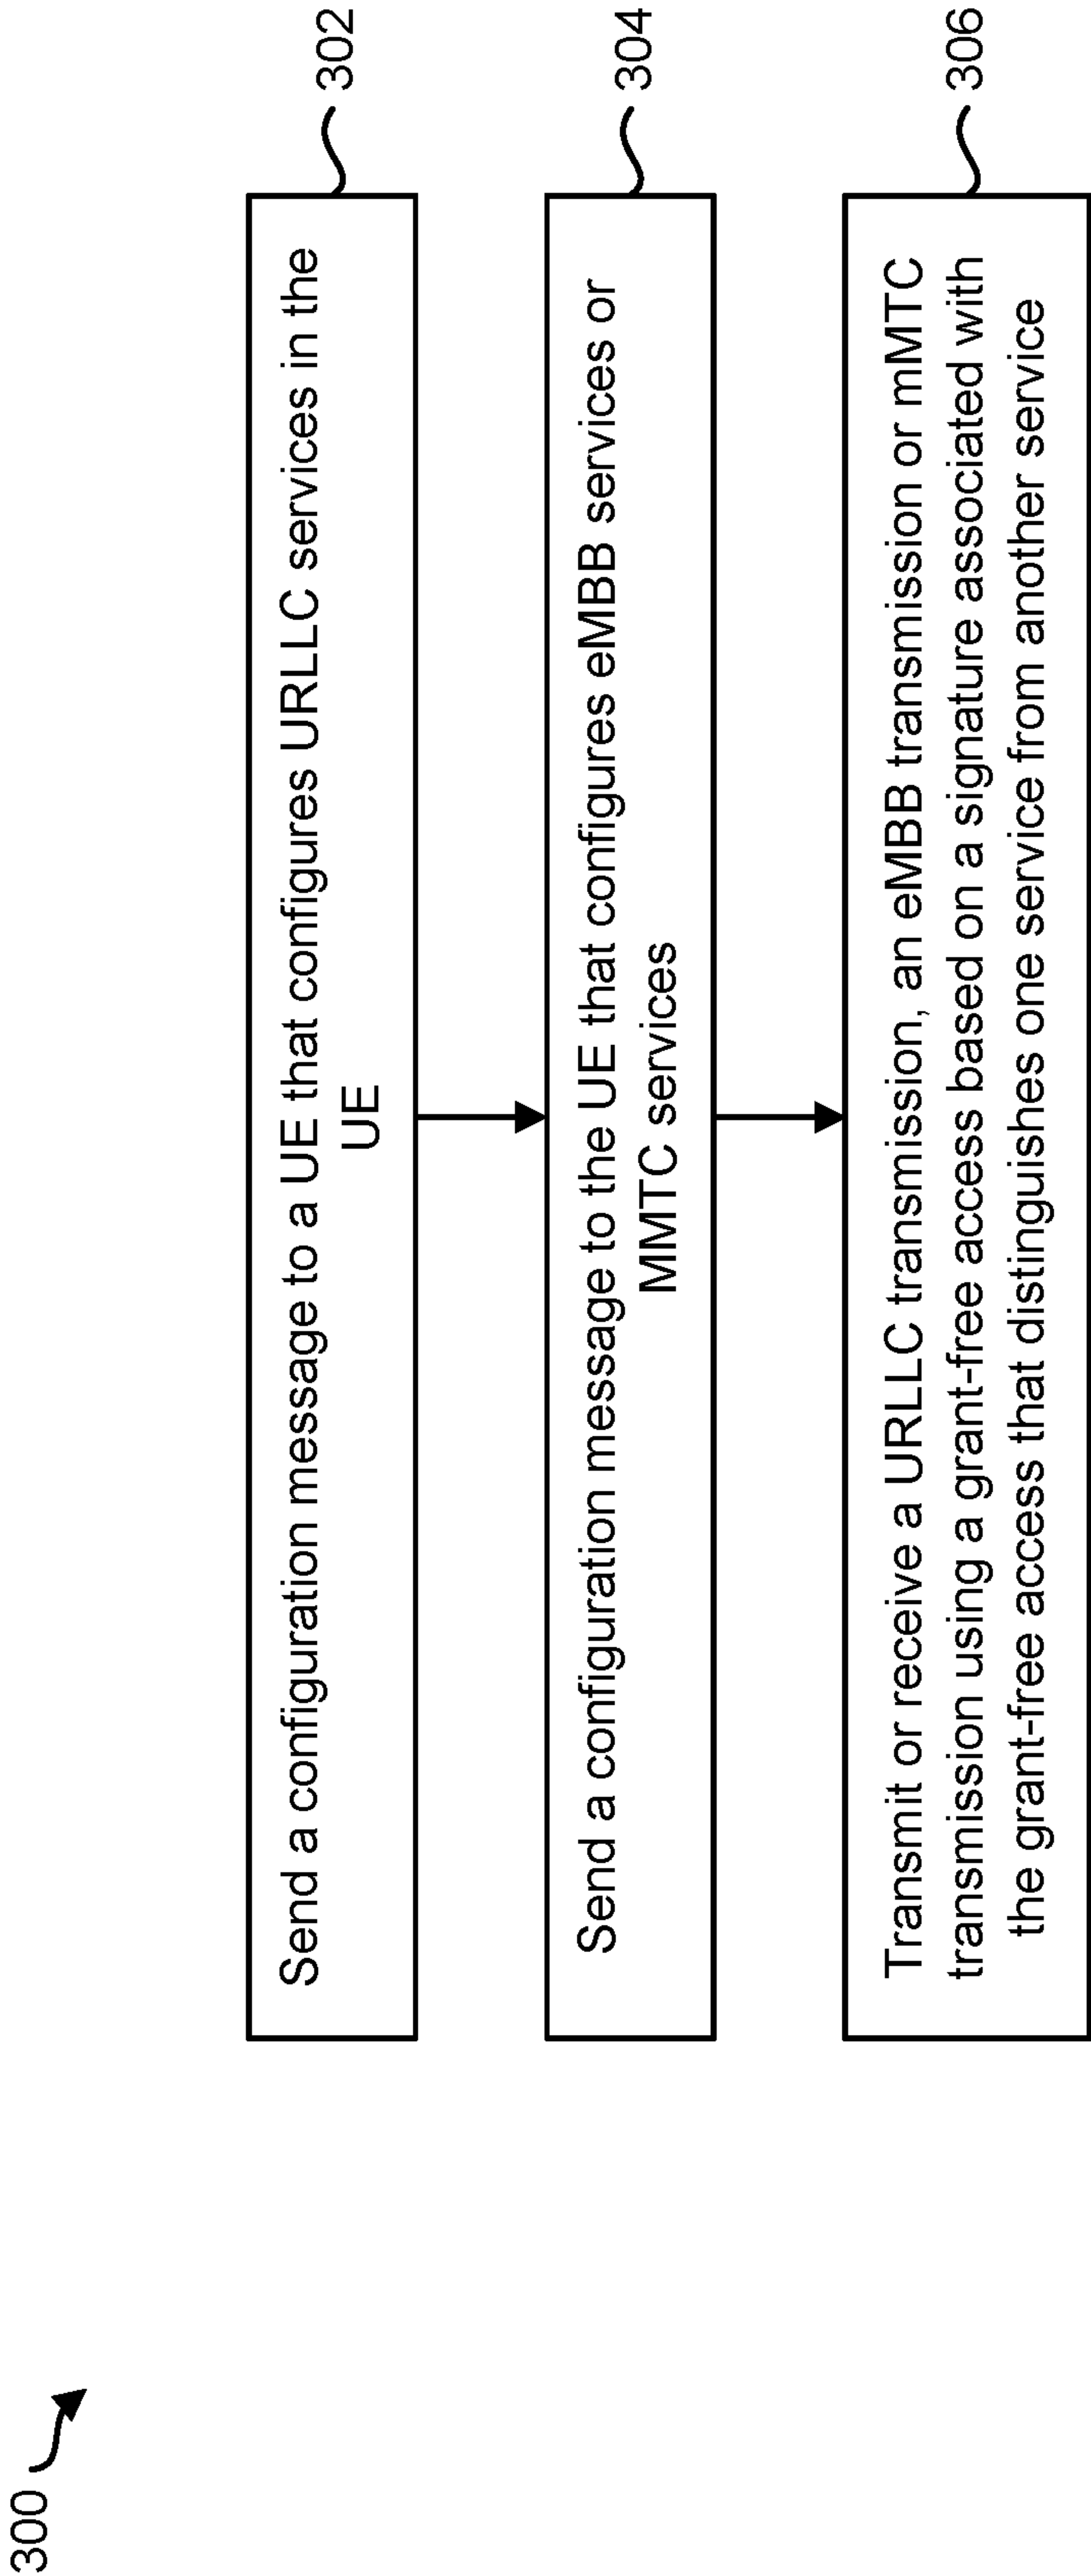 300
Send a configuration message to a UE that configures URLLC services in the
UE
302
Send a configuration message to the UE that configures eMBB services or
MMTC services
304
Transmit or receive a URLLC transmission, an eMBB transmission or mMTC
transmission using a grant-free access based on a signature associated with
the grant-free access that distinguishes one service from another service
306